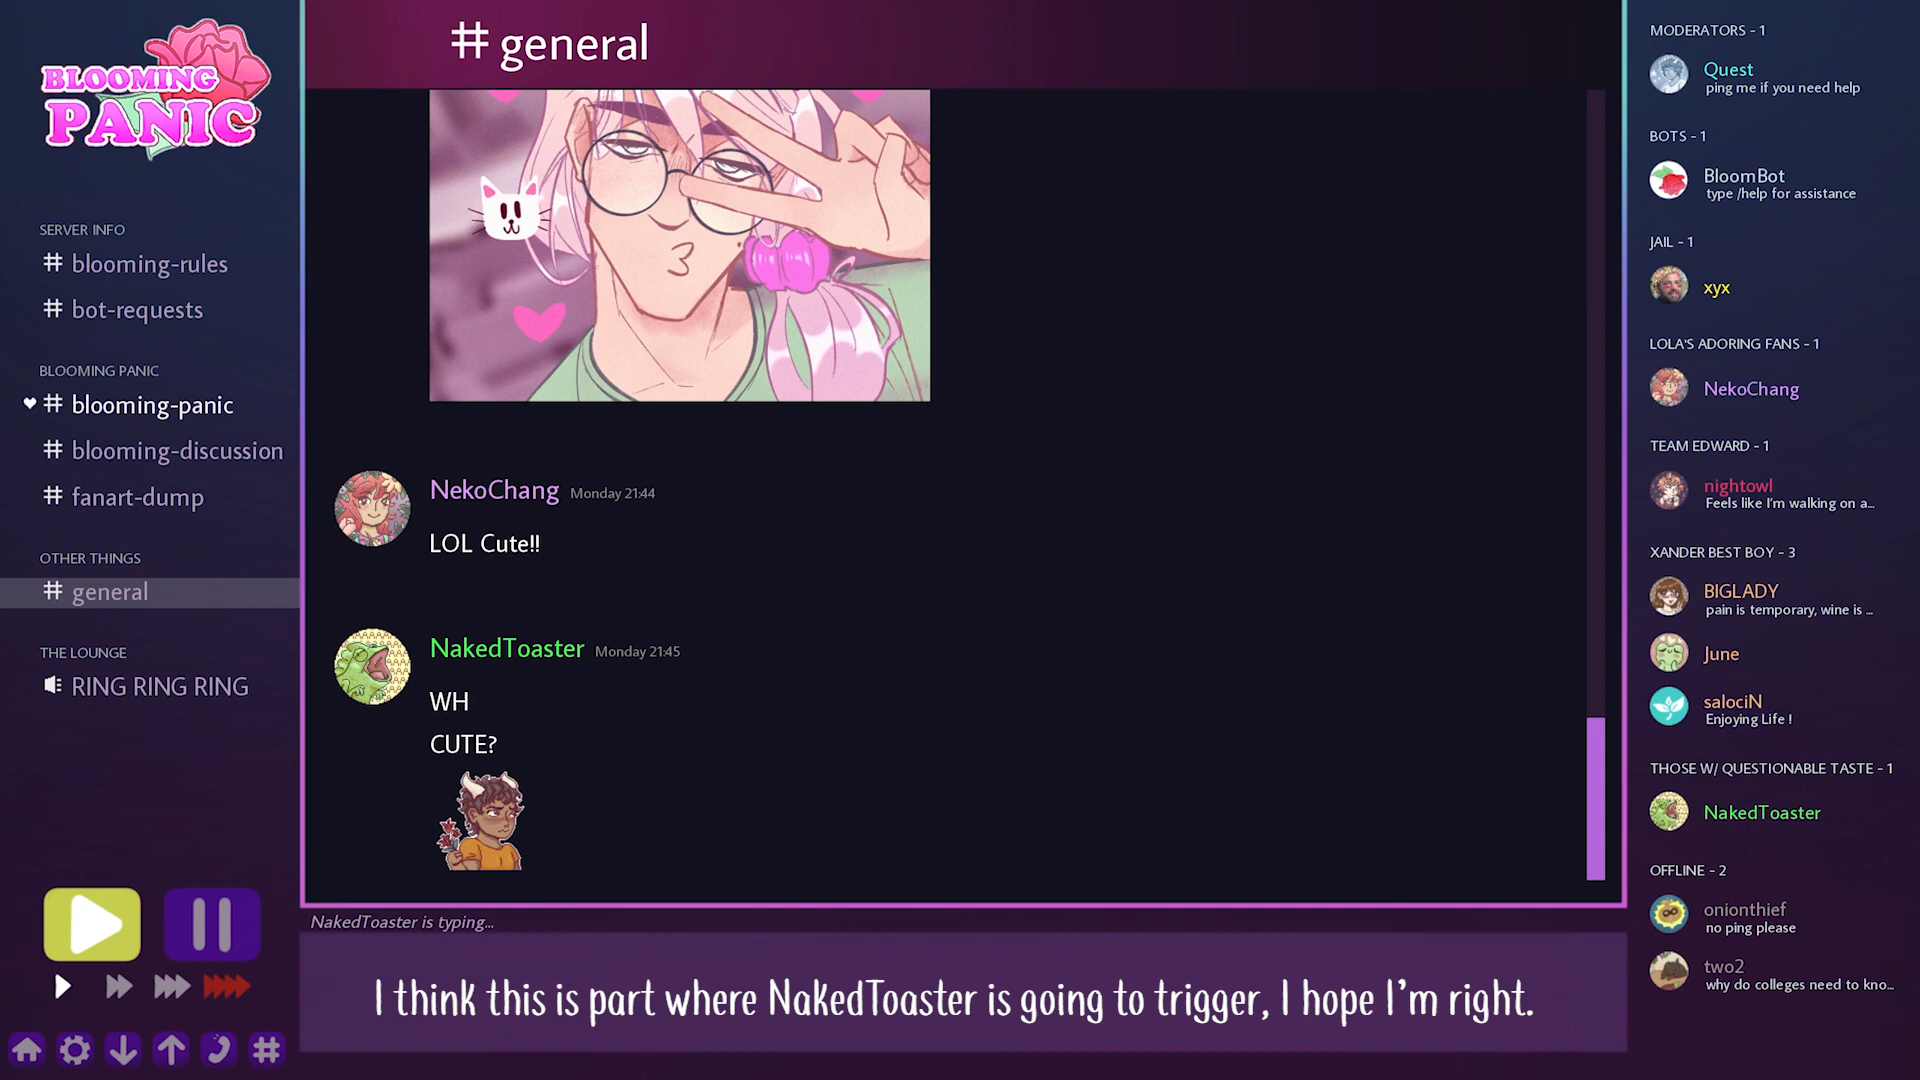 BLOOMING
PANIC
SERVER INFO
# blooming-rules
# bot-requests
BLOOMING PANIC
# blooming-panic
# blooming-discussion
# fanart-dump
OTHER THINGS
# general
THE LOUNGE
RING RING RING
# general
NekoChang Monday 21:44
LOL Cute!!
NakedToaster Monday 21:45
WH
CUTE?
NakedToaster is typing...
I think this is part where NakedToaster is going to trigger, I hope I'm right.
MODERATORS - 1
Quest
ping me if you need help
BOTS - 1
BloomBot
type /help for assistance
JAIL - 1
xyx
LOLA'S ADORING FANS - 1
NekoChang
TEAM EDWARD - 1
nightowl
Feels like I'm walking on a...
XANDER BEST BOY - 3
BIGLADY
pain is temporary, wine is ...
June
salociN
Enjoying Life !
THOSE W/ QUESTIONABLE TASTE - 1
NakedToaster
OFFLINE - 2
onionthief
no ping please
two2
why do colleges need to kno...